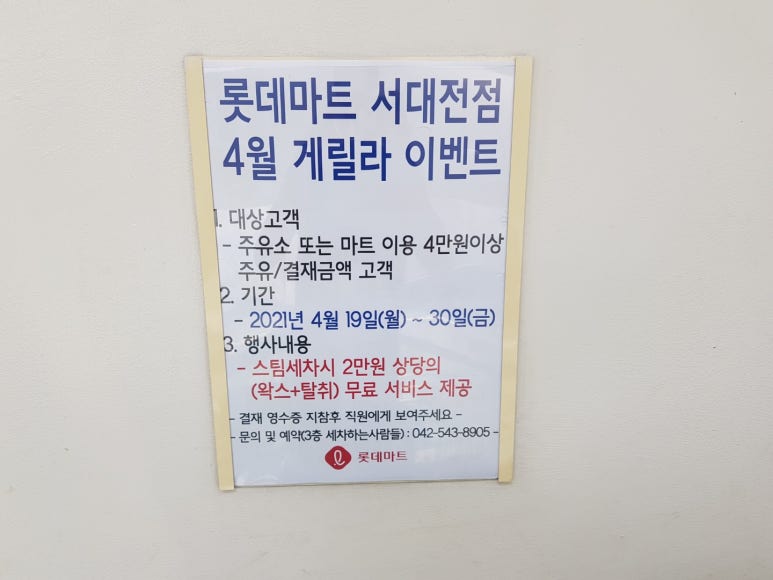 롯데마트 서대전점
4월 게릴라 이벤트
1. 대상고객
- 주유소 또는 마트 이용 4만원이상
주유/결재금액 고객
2. 기간
- 2021년 4월 19일(월) ~ 30일(금)
3. 행사내용
- 스팀세차시 2만원 상당의
(왁스+탈취) 무료 서비스 제공
- 결재 영수증 지참후 직원에게 보여주세요 -
- 문의 및 예약(3층 세차하는사람들) : 042-543-8905 -
롯데마트